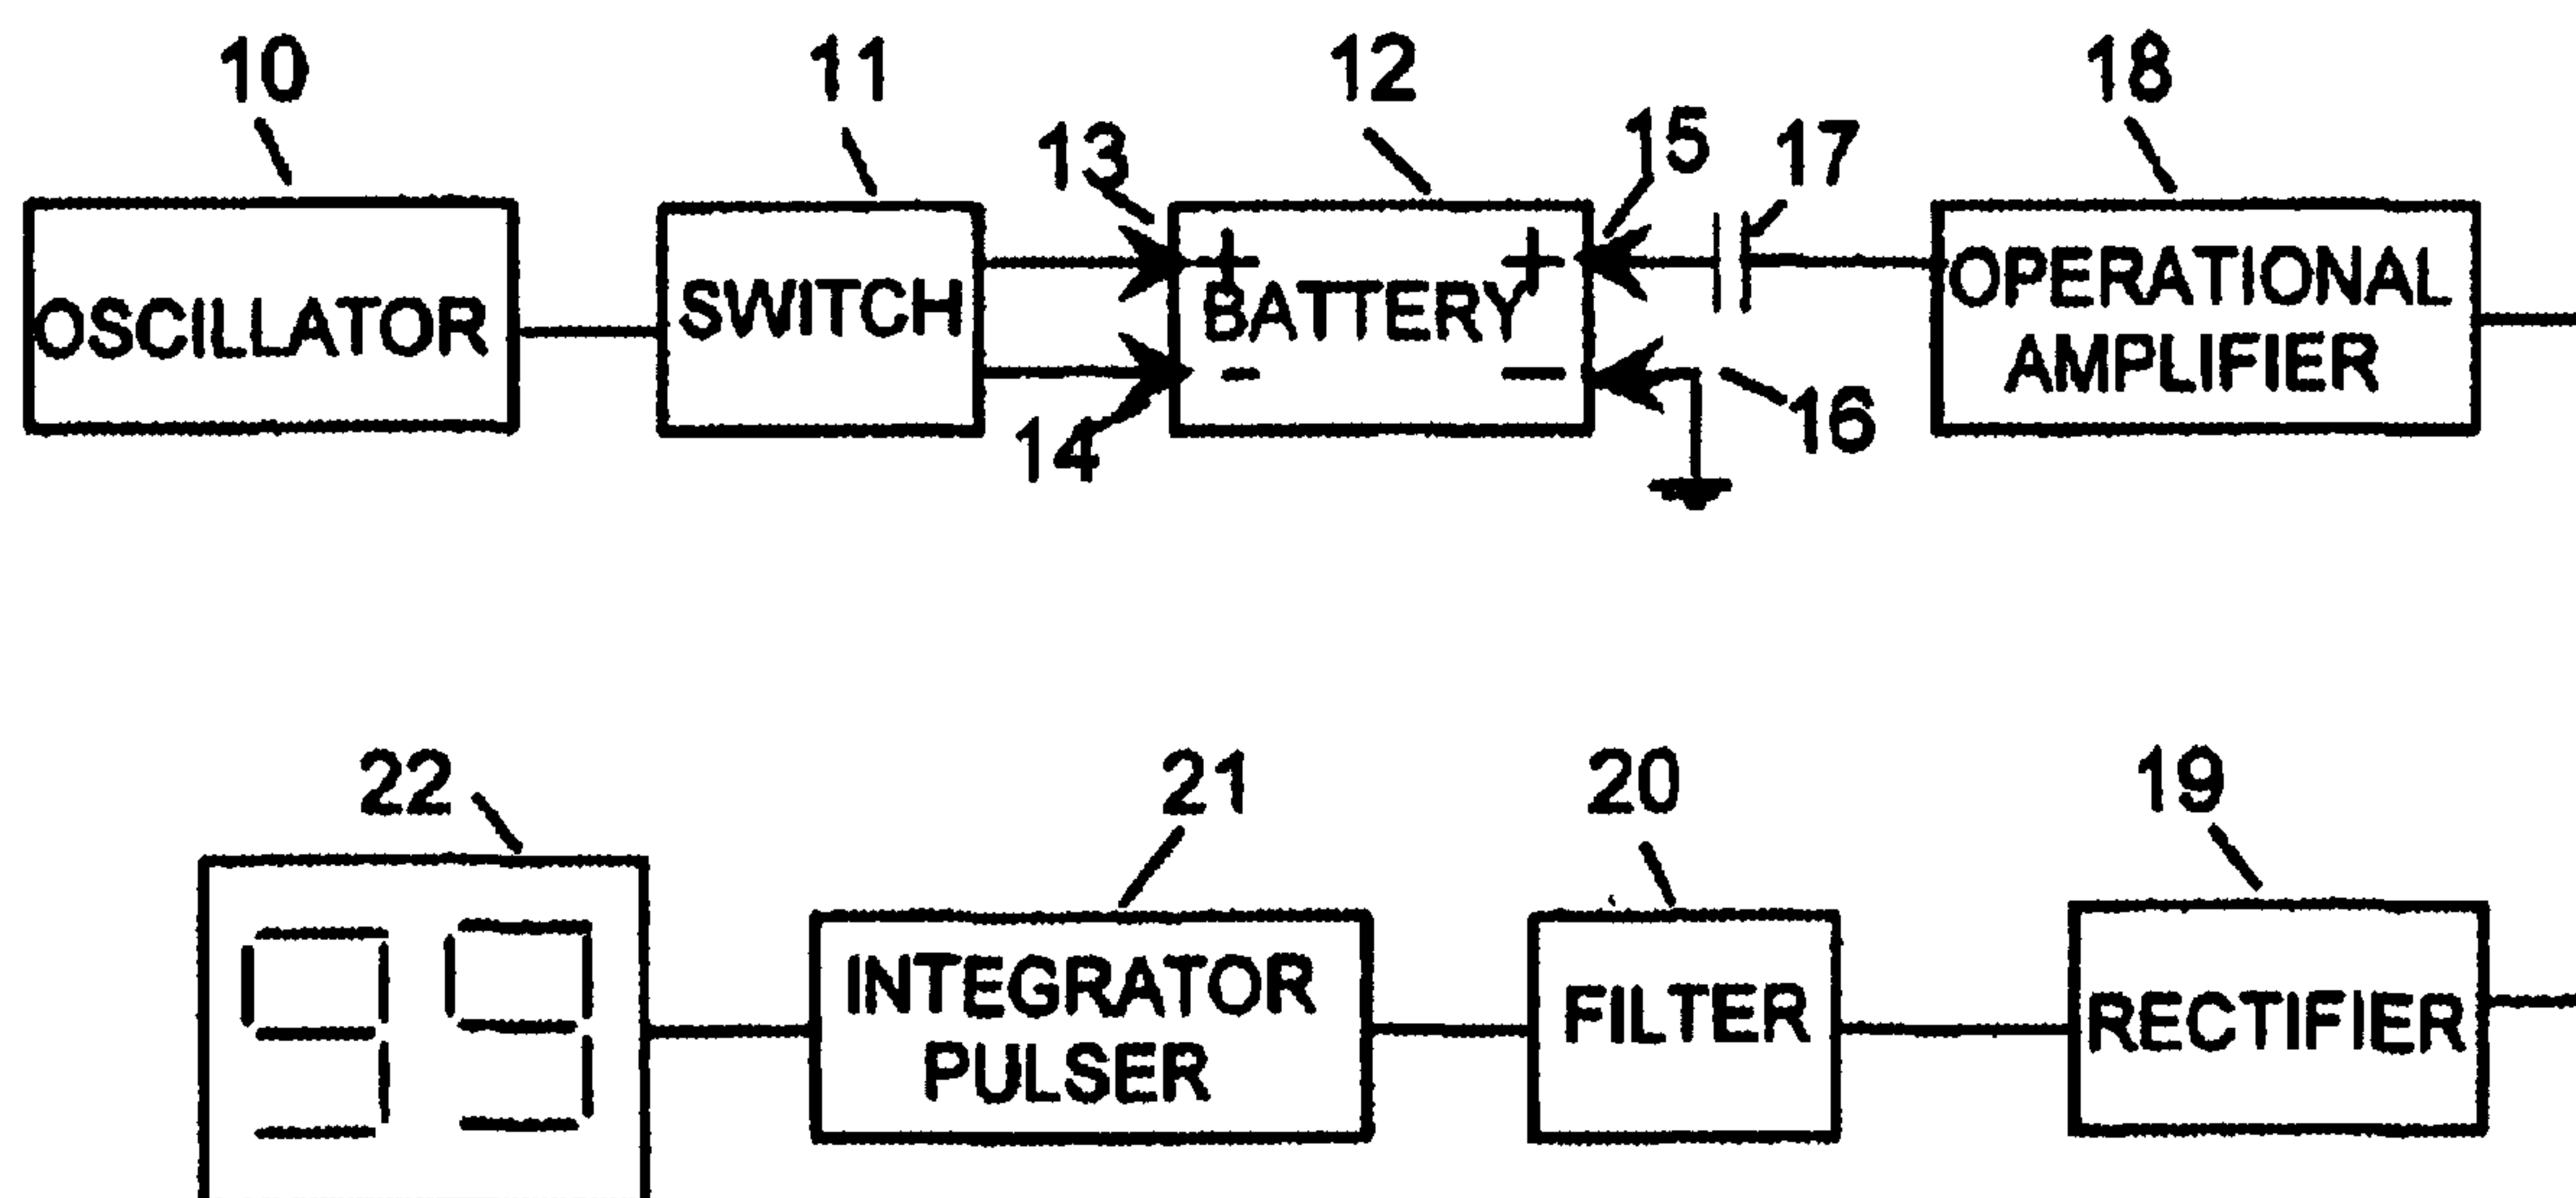 10
11
12
18
13
15
17
OSCILLATOR
SWITCH
+
+
BATTERY
-
-
OPERATIONAL
AMPLIFIER
14
16
22
21
20
19
99
INTEGRATOR
PULSER
FILTER
RECTIFIER